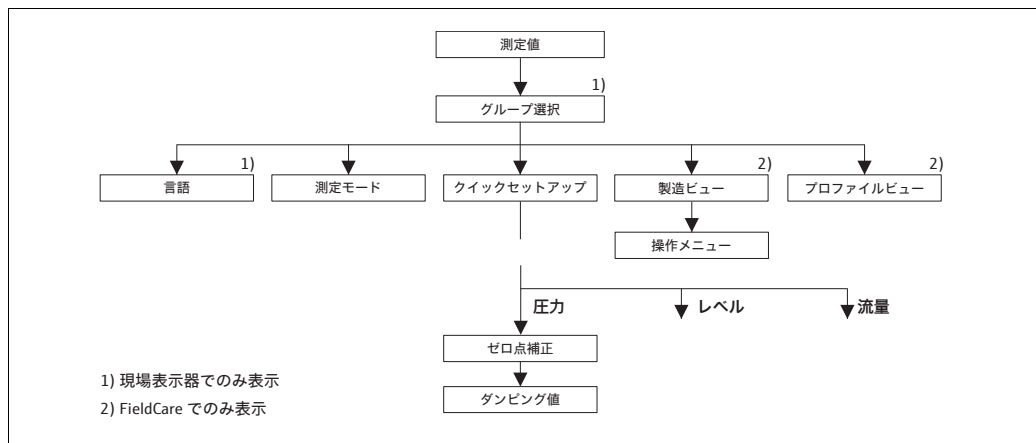 測定値
1)
グループ選択
1)
2)
2)
言語
測定モード
クイックセットアップ
製造ビュー
プロファイルビュー
操作メニュー
圧力
レベル
流量
ゼロ点補正
ダンピング値
1) 現場表示器でのみ表示
2) FieldCare でのみ表示